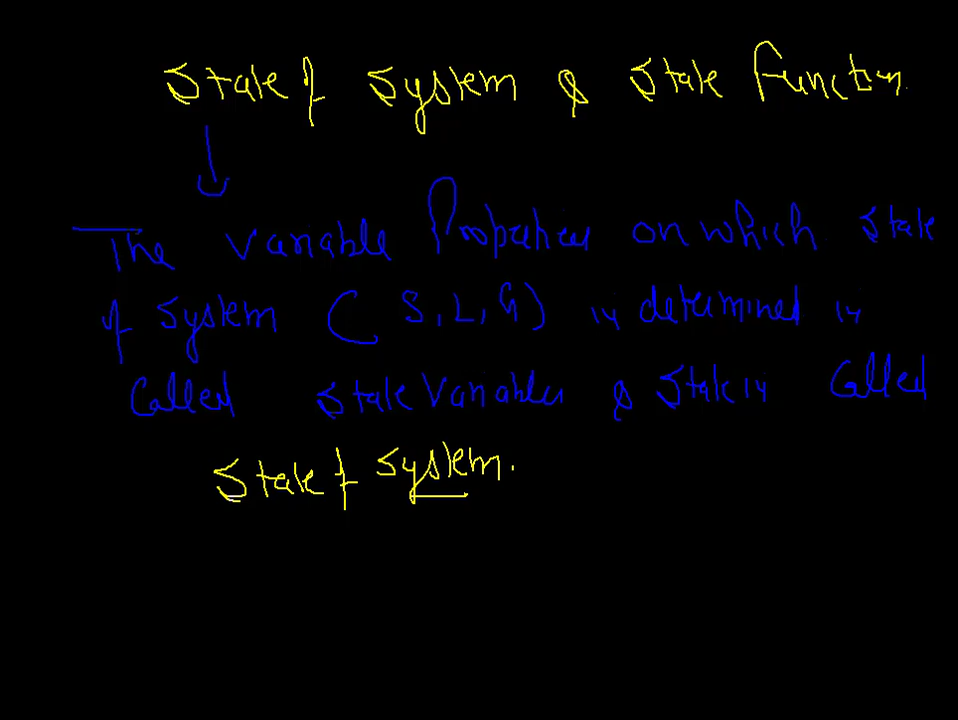 State of System & State Function.
The variable Properties on which state
of system ( S, L, G) is determined is
called state variables & state is called
State of system.